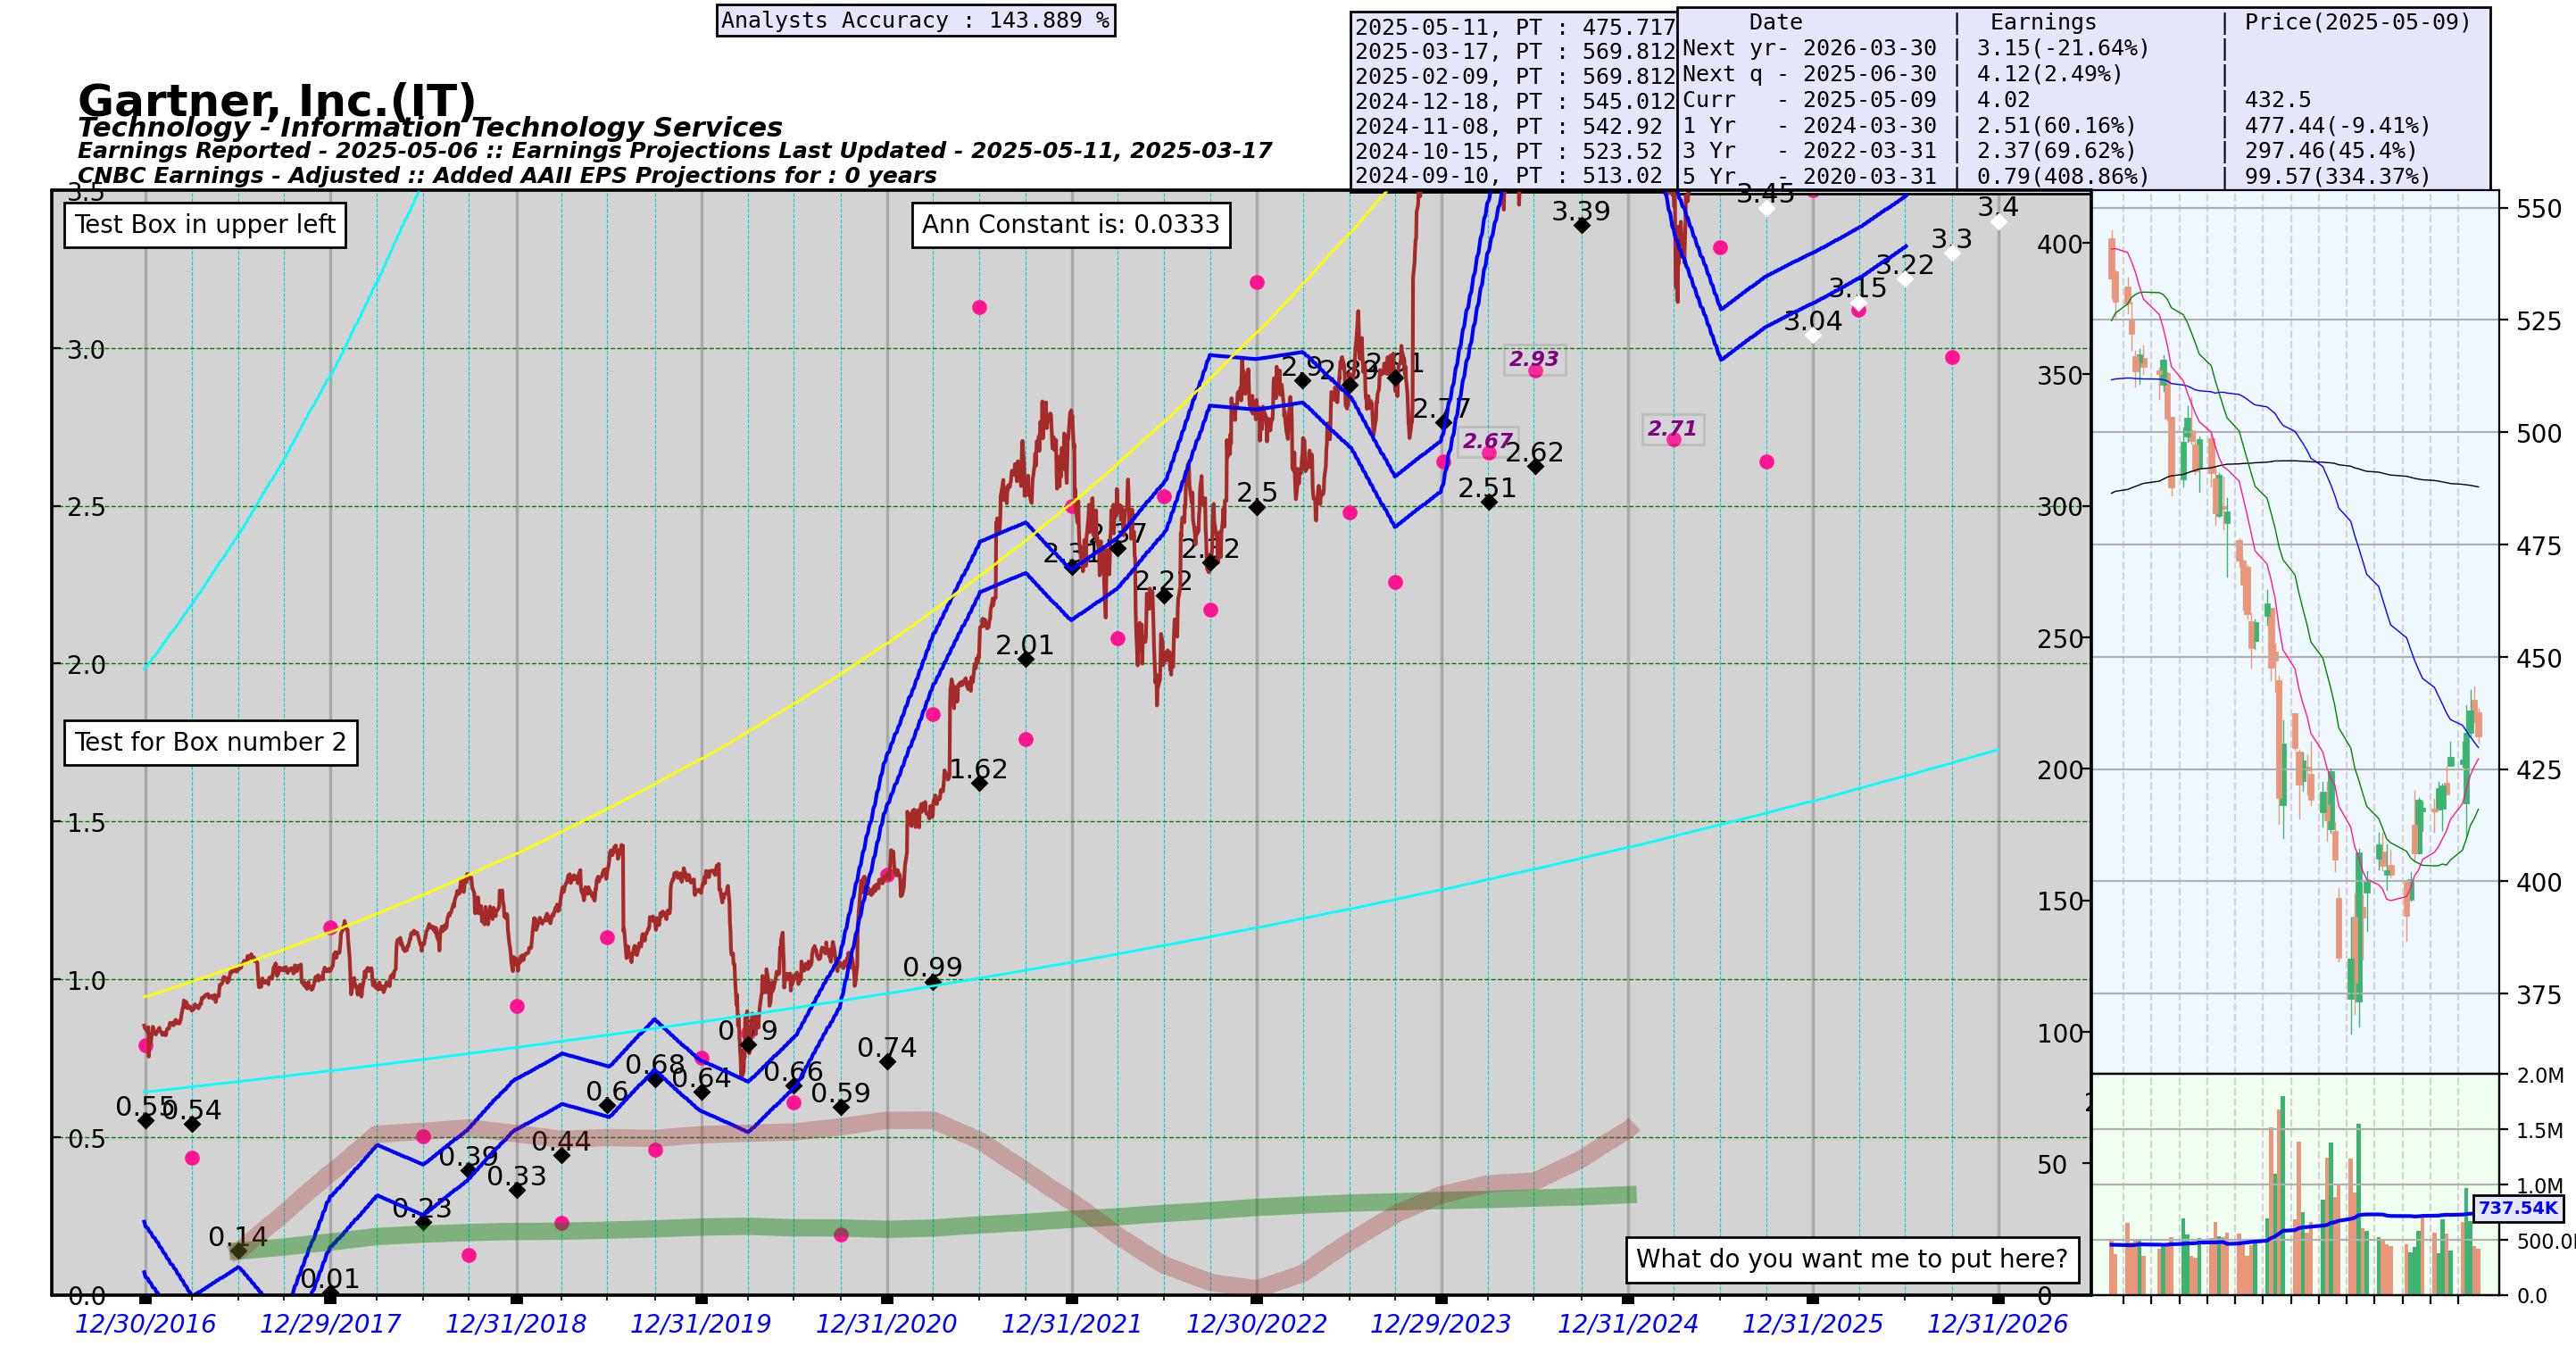 Analysts Accuracy : 143.889 %
2025-05-11, PT : 475.717
2025-03-17, PT : 569.812
2025-02-09, PT : 569.812
2024-12-18, PT : 545.012
2024-11-08, PT : 542.92
2024-10-15, PT : 523.52
2024-09-10, PT : 513.02
Date | Earnings | Price(2025-05-09)
Next yr- 2026-03-30 | 3.15(-21.64%) |
Next q - 2025-06-30 | 4.12(2.49%) |
Curr - 2025-05-09 | 4.02 | 432.5
1 Yr - 2024-03-30 | 2.51(60.16%) | 477.44(-9.41%)
3 Yr - 2022-03-31 | 2.37(69.62%) | 297.46(45.4%)
5 Yr - 2020-03-31 | 0.79(408.86%) | 99.57(334.37%)
Gartner, Inc.(IT)
Technology - Information Technology Services
Earnings Reported - 2025-05-06 :: Earnings Projections Last Updated - 2025-05-11, 2025-03-17
CNBC Earnings - Adjusted :: Added AAII EPS Projections for : 0 years
Test Box in upper left
Ann Constant is: 0.0333
Test for Box number 2
What do you want me to put here?
3.5
3.0
2.5
2.0
1.5
1.0
0.5
0.0
0.55
0.54
0.14
0.01
0.23
0.39
0.33
0.44
0.6
0.68
0.64
0.79
0.66
0.59
0.74
0.99
1.62
2.01
2.31
2.37
2.22
2.32
2.5
2.9
2.89
2.91
2.77
2.51
2.62
3.39
2.67
2.93
2.71
3.45
3.04
3.15
3.22
3.3
3.4
400
350
300
250
200
150
100
50
0
550
525
500
475
450
425
400
375
2.0M
1.5M
1.0M
737.54K
500.0
0.0
12/30/2016
12/29/2017
12/31/2018
12/31/2019
12/31/2020
12/31/2021
12/30/2022
12/29/2023
12/31/2024
12/31/2025
12/31/2026